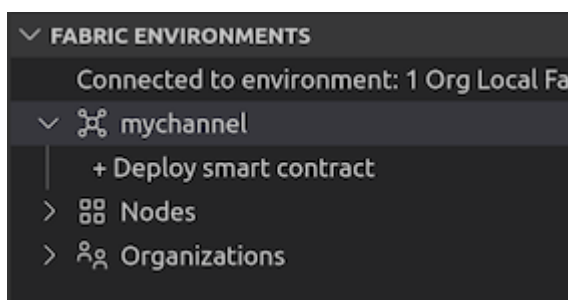 FABRIC ENVIRONMENTS
Connected to environment: 1 Org Local Fa
mychannel
+ Deploy smart contract
Nodes
Organizations